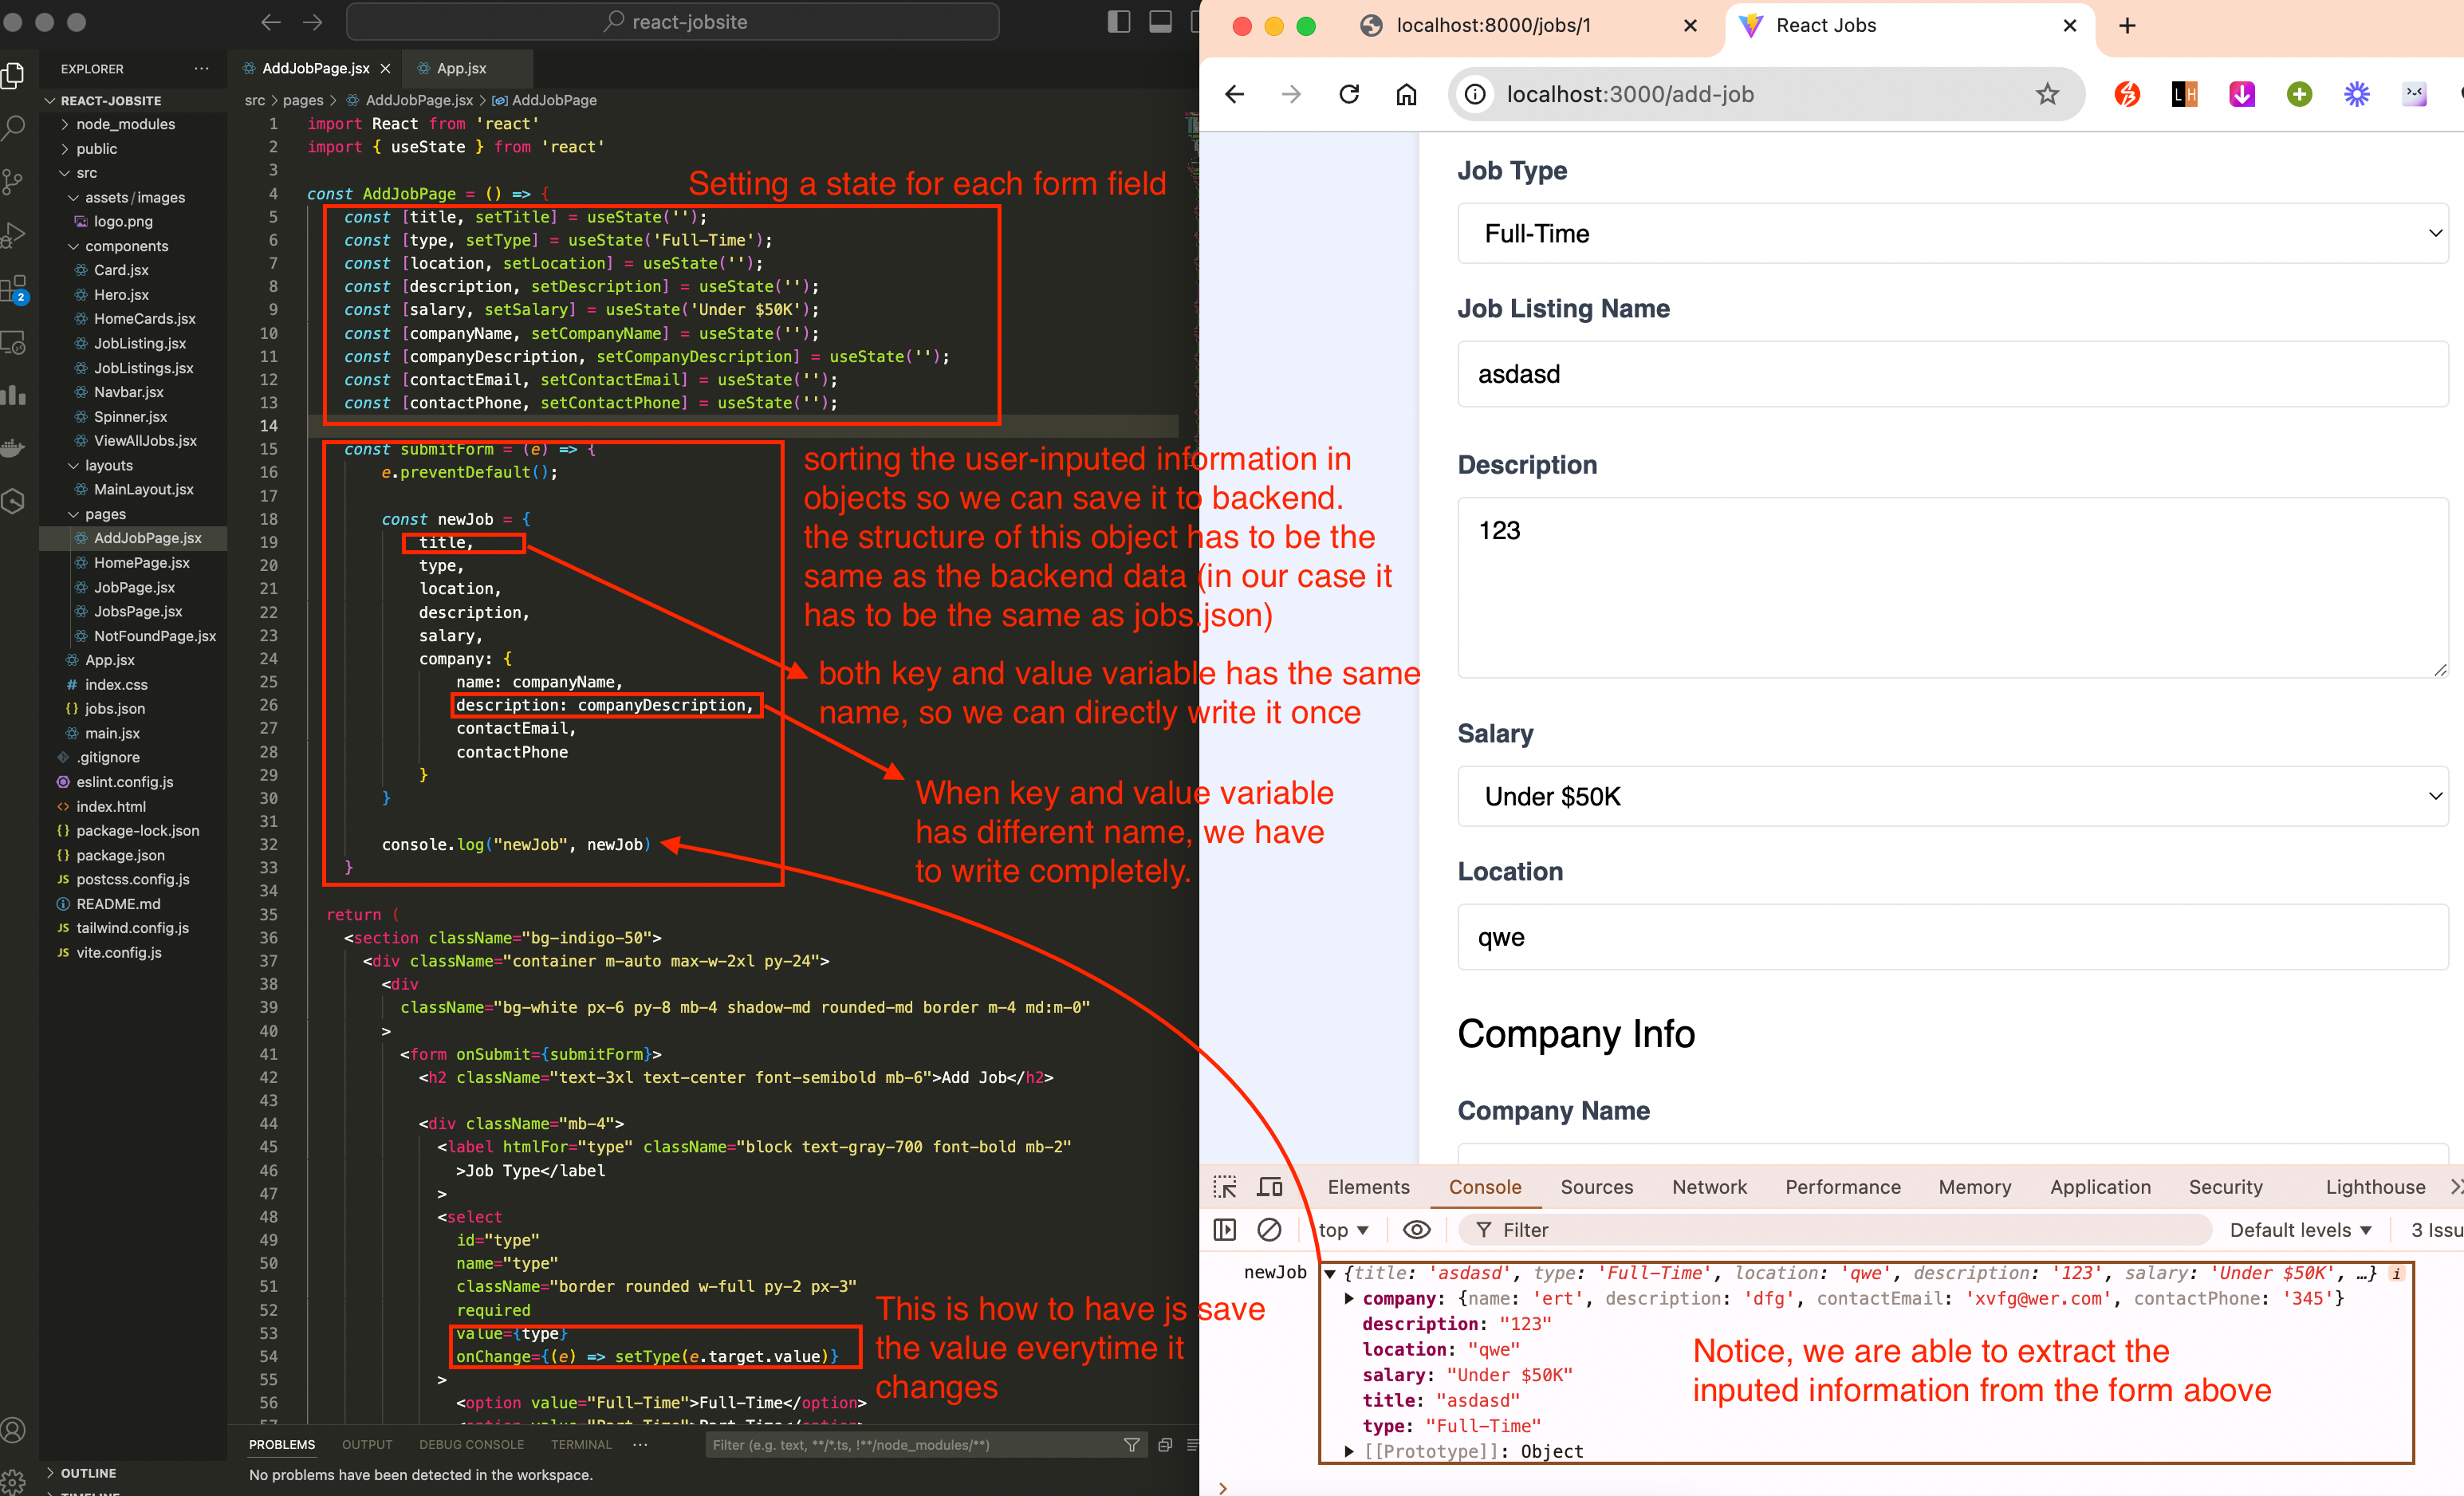 react-jobsite
EXPLORER
REACT-JOBSITE
node_modules
public
src
assets/images
logo.png
components
Card.jsx
Hero.jsx
HomeCards.jsx
JobListing.jsx
JobListings.jsx
Navbar.jsx
Spinner.jsx
ViewAllJobs.jsx
layouts
MainLayout.jsx
pages
AddJobPage.jsx
HomePage.jsx
JobPage.jsx
JobsPage.jsx
NotFoundPage.jsx
App.jsx
# index.css
{} jobs.json
main.jsx
.gitignore
eslint.config.js
<> index.html
{} package-lock.json
{} package.json
JS postcss.config.js
README.md
JS tailwind.config.js
JS vite.config.js
OUTLINE
2
AddJobPage.jsx
App.jsx
src > pages > AddJobPage.jsx > AddJobPage
1 import React from 'react'
2 import { useState } from 'react'
3
4 const AddJobPage = () => {
5 const [title, setTitle] = useState('');
6 const [type, setType] = useState('Full-Time');
7 const [location, setLocation] = useState('');
8 const [description, setDescription] = useState('');
9 const [salary, setSalary] = useState('Under $50K');
10 const [companyName, setCompanyName] = useState('');
11 const [companyDescription, setCompanyDescription] = useState('');
12 const [contactEmail, setContactEmail] = useState('');
13 const [contactPhone, setContactPhone] = useState('');
14
15 const submitForm = (e) => {
16 e.preventDefault();
17
18 const newJob = {
19 title,
20 type,
21 location,
22 description,
23 salary,
24 company: {
25 name: companyName,
26 description: companyDescription,
27 contactEmail,
28 contactPhone
29 }
30 }
31
32 console.log("newJob", newJob)
33 }
34
35 return (
36 <section className="bg-indigo-50">
37 <div className="container m-auto max-w-2xl py-24">
38 <div
39 className="bg-white px-6 py-8 mb-4 shadow-md rounded-md border m-4 md:m-0"
40 >
41 <form onSubmit={submitForm}>
42 <h2 className="text-3xl text-center font-semibold mb-6">Add Job</h2>
43
44 <div className="mb-4">
45 <label htmlFor="type" className="block text-gray-700 font-bold mb-2"
46 >Job Type</label
47 >
48 <select
49 id="type"
50 name="type"
51 className="border rounded w-full py-2 px-3"
52 required
53 value={type}
54 onChange={(e) => setType(e.target.value)}
55 >
56 <option value="Full-Time">Full-Time</option>
Setting a state for each form field
sorting the user-inputed information in
objects so we can save it to backend.
the structure of this object has to be the
same as the backend data (in our case it
has to be the same as jobs.json)
both key and value variable has the same
name, so we can directly write it once
When key and value variable
has different name, we have
to write completely.
This is how to have js save
the value everytime it
changes
PROBLEMS
OUTPUT
DEBUG CONSOLE
TERMINAL
Filter (e.g. text, **/*.ts, !**/node_modules/**)
No problems have been detected in the workspace.
localhost:8000/jobs/1
React Jobs
localhost:3000/add-job
LH
Job Type
Full-Time
Job Listing Name
asdasd
Description
123
Salary
Under $50K
Location
qwe
Company Info
Company Name
Elements
Console
Sources
Network
Performance
Memory
Application
Security
Lighthouse
top
Filter
Default levels
3 Issu
newJob
{title: 'asdasd', type: 'Full-Time', location: 'qwe', description: '123', salary: 'Under $50K', …}
company: {name: 'ert', description: 'dfg', contactEmail: 'xvfg@wer.com', contactPhone: '345'}
description: "123"
location: "qwe"
salary: "Under $50K"
title: "asdasd"
type: "Full-Time"
[[Prototype]]: Object
Notice, we are able to extract the
inputed information from the form above